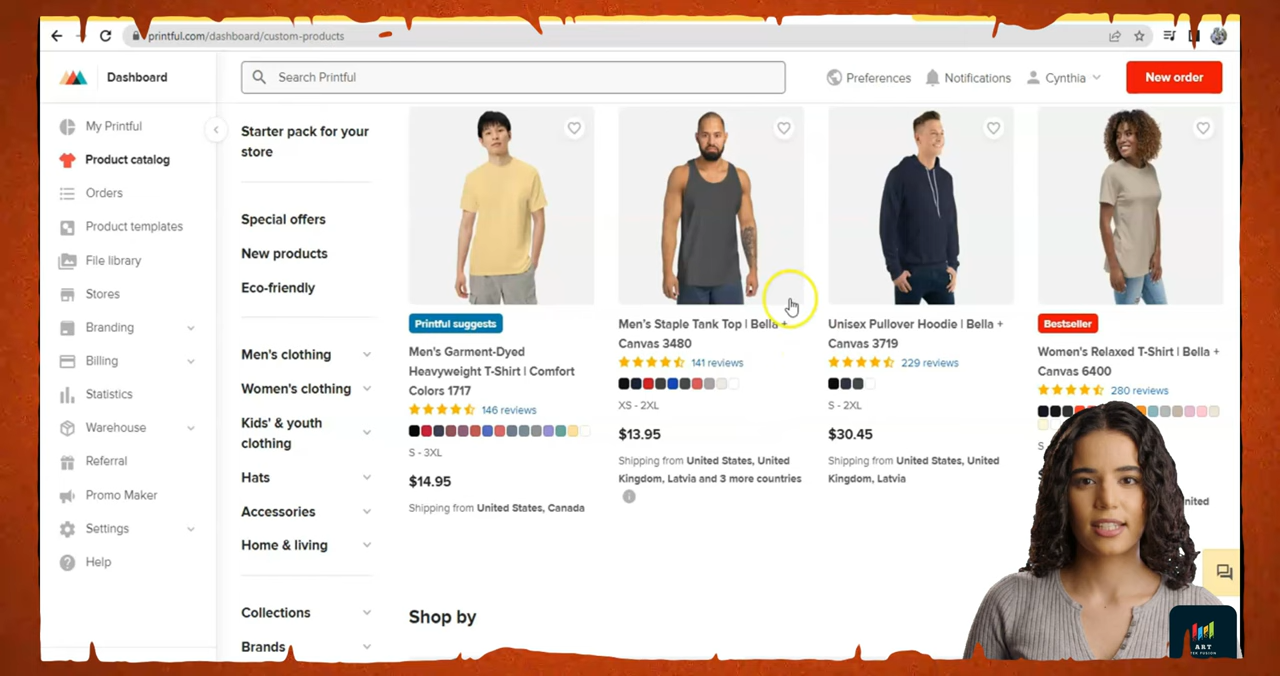 printful.com/dashboard/custom-products
Dashboard
Search Printful
Preferences
Notifications
Cynthia
New order
My Printful
Product catalog
Orders
Product templates
File library
Stores
Branding
Billing
Statistics
Warehouse
Referral
Promo Maker
Settings
Help
Starter pack for your
store
Special offers
New products
Eco-friendly
Men's clothing
Women's clothing
Kids' & youth
clothing
Hats
Accessories
Home & living
Collections
Brands
Printful suggests
Men's Garment-Dyed
Heavyweight T-Shirt | Comfort
Colors 1717
146 reviews
S - 3XL
$14.95
Shipping from United States, Canada
Men's Staple Tank Top | Bella +
Canvas 3480
141 reviews
XS - 2XL
$13.95
Shipping from United States, United
Kingdom, Latvia and 3 more countries
Unisex Pullover Hoodie | Bella +
Canvas 3719
229 reviews
S - 2XL
$30.45
Shipping from United States, United
Kingdom, Latvia
Bestseller
Women's Relaxed T-Shirt | Bella +
Canvas 6400
280 reviews
S
Shop by
ART